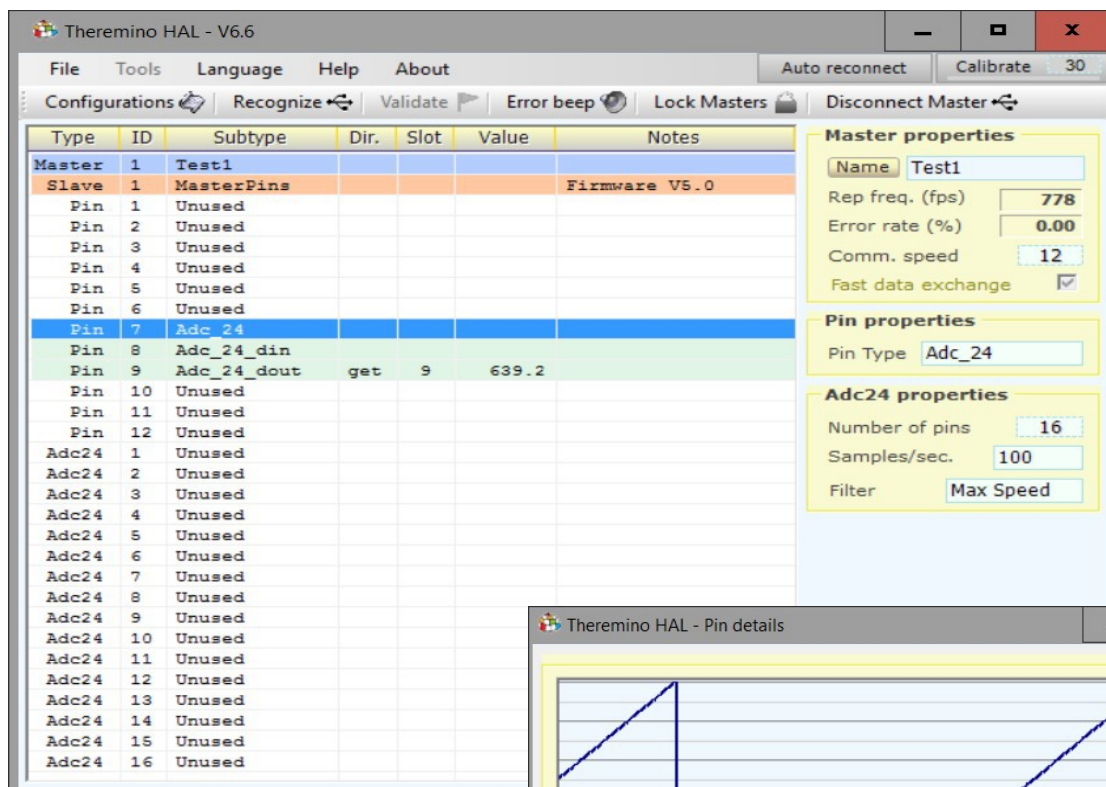 Theremino HAL - V6.6
File Tools Language Help About Auto reconnect Calibrate 30
Configurations Recognize Validate Error beep Lock Masters Disconnect Master
Type ID Subtype Dir. Slot Value Notes
Master 1 Test1
Slave 1 MasterPins Firmware V5.0
Pin 1 Unused
Pin 2 Unused
Pin 3 Unused
Pin 4 Unused
Pin 5 Unused
Pin 6 Unused
Pin 7 Adc_24
Pin 8 Adc_24_din
Pin 9 Adc_24_dout get 9 639.2
Pin 10 Unused
Pin 11 Unused
Pin 12 Unused
Adc24 1 Unused
Adc24 2 Unused
Adc24 3 Unused
Adc24 4 Unused
Adc24 5 Unused
Adc24 6 Unused
Adc24 7 Unused
Adc24 8 Unused
Adc24 9 Unused
Adc24 10 Unused
Adc24 11 Unused
Adc24 12 Unused
Adc24 13 Unused
Adc24 14 Unused
Adc24 15 Unused
Adc24 16 Unused
Master properties
Name Test1
Rep freq. (fps) 778
Error rate (%) 0.00
Comm. speed 12
Fast data exchange
Pin properties
Pin Type Adc_24
Adc24 properties
Number of pins 16
Samples/sec. 100
Filter Max Speed
Theremino HAL - Pin details